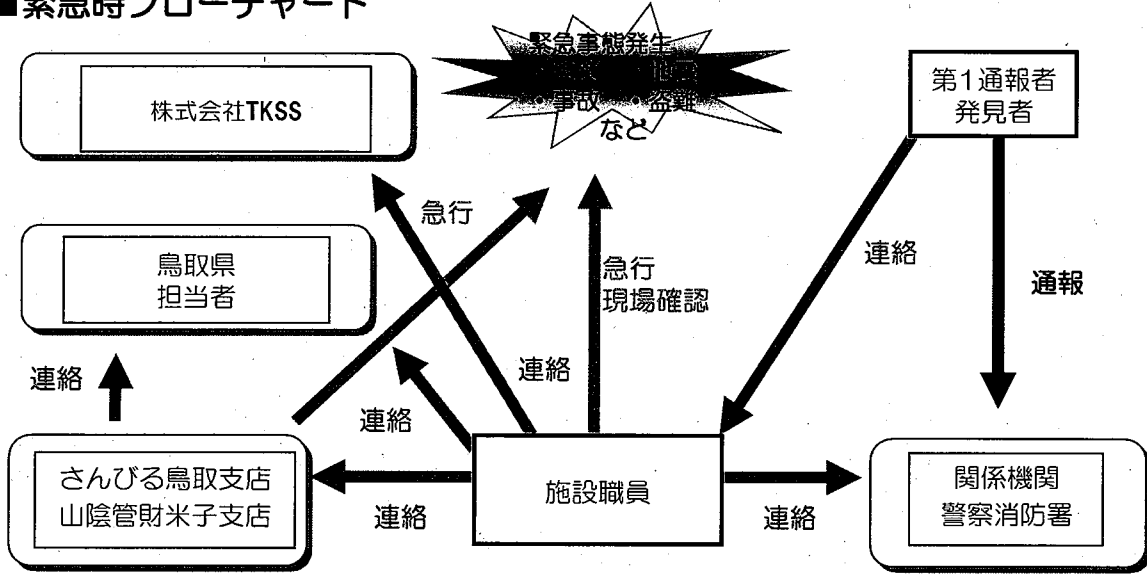 ■緊急時フローチャート
緊急事態発生
・事故 ・盗難
など
株式会社TKSS
第1通報者
発見者
急行
鳥取県
担当者
急行
現場確認
連絡
通報
連絡
連絡
連絡
さんびる鳥取支店
山陰管財米子支店
連絡
施設職員
連絡
関係機関
警察消防署